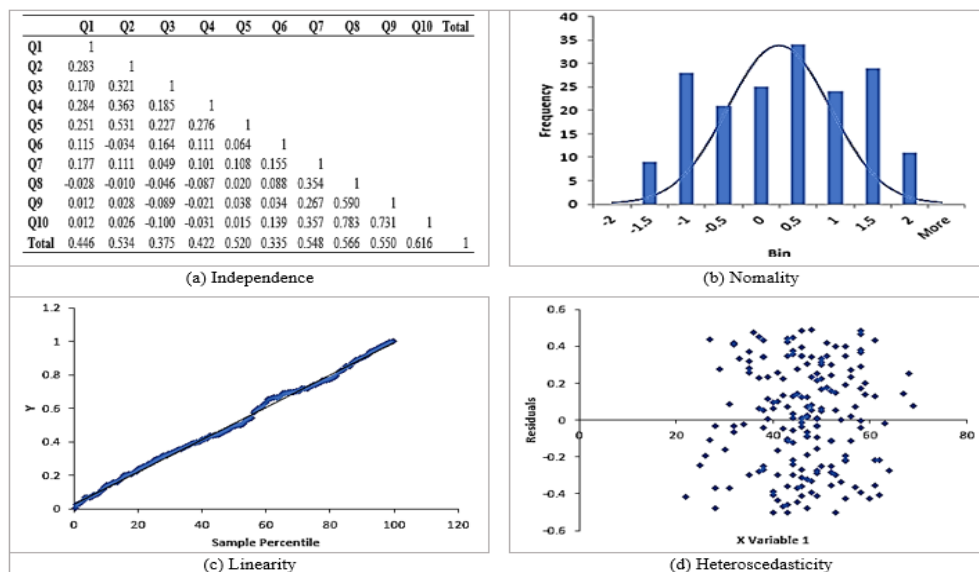 Q1 Q2 Q3 Q4 Q5 Q6 Q7 Q8 Q9 Q10 Total
Q1 1
Q2 0.283 1
Q3 0.170 0.321 1
Q4 0.284 0.363 0.185 1
Q5 0.251 0.531 0.227 0.276 1
Q6 0.115 -0.034 0.164 0.111 0.064 1
Q7 0.177 0.111 0.049 0.101 0.108 0.155 1
Q8 -0.028 -0.010 -0.046 -0.087 0.020 0.088 0.354 1
Q9 0.012 0.028 -0.089 -0.021 0.038 0.034 0.267 0.590 1
Q10 0.012 0.026 -0.100 -0.031 0.015 0.139 0.357 0.783 0.731 1
Total 0.446 0.534 0.375 0.422 0.520 0.335 0.548 0.566 0.550 0.616 1
(a) Independence
Frequency
40
35
30
25
20
15
10
5
0
-2 -1.5 -1 -0.5 0 0.5 1 1.5 2 More
Bin
(b) Nomality
Y
1.2
1
0.8
0.6
0.4
0.2
0
0 20 40 60 80 100 120
Sample Percentile
(c) Linearity
Residuals
0.6
0.4
0.2
0
-0.2
-0.4
-0.6
0 20 40 60 80
X Variable 1
(d) Heteroscedasticity